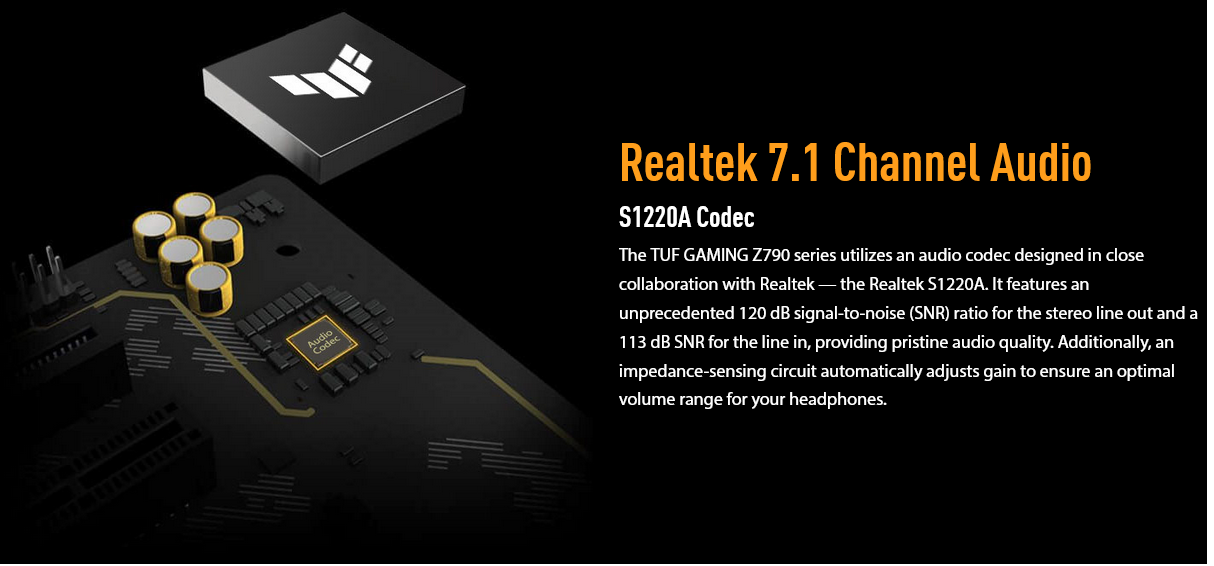 Realtek 7.1 Channel Audio
S1220A Codec
The TUF GAMING Z790 series utilizes an audio codec designed in close
collaboration with Realtek — the Realtek S1220A. It features an
unprecedented 120 dB signal-to-noise (SNR) ratio for the stereo line out and a
113 dB SNR for the line in, providing pristine audio quality. Additionally, an
impedance-sensing circuit automatically adjusts gain to ensure an optimal
volume range for your headphones.
Audio
Codec